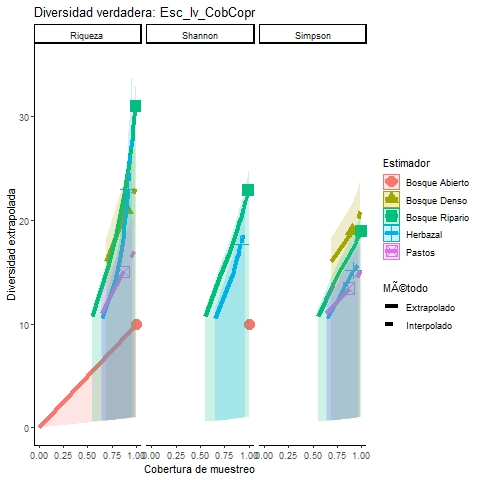 Diversidad verdadera: Esc_lv_CobCopr
Riqueza
Shannon
Simpson
Diversidad extrapolada
30
20
10
0
0.00 0.25 0.50 0.75 1.00
0.00 0.25 0.50 0.75 1.00
0.00 0.25 0.50 0.75 1.00
Cobertura de muestreo
Estimador
Bosque Abierto
Bosque Denso
Bosque Ripario
Herbazal
Pastos
MÃ©todo
Extrapolado
Interpolado